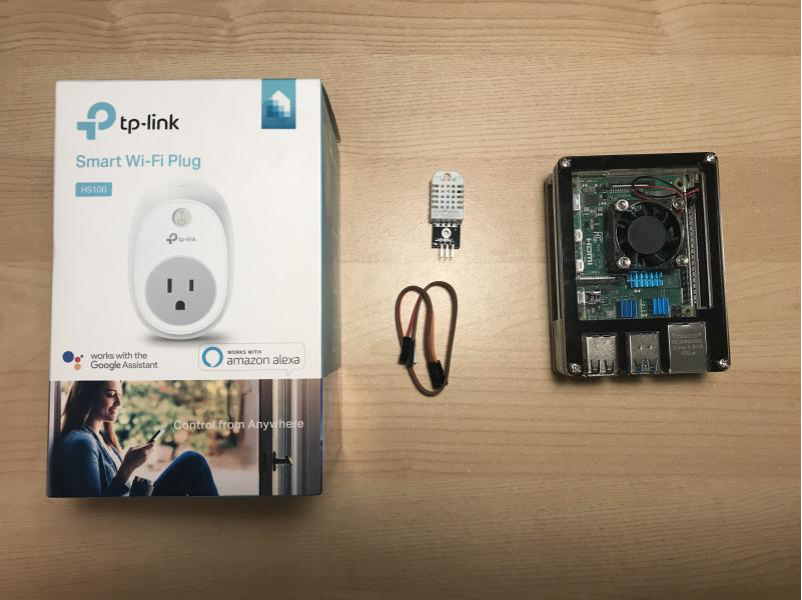 tp-link
Smart Wi-Fi Plug
HS100
tp-link
works with the
Google Assistant
WORKS WITH
amazon alexa
Control from Anywhere
HDMI